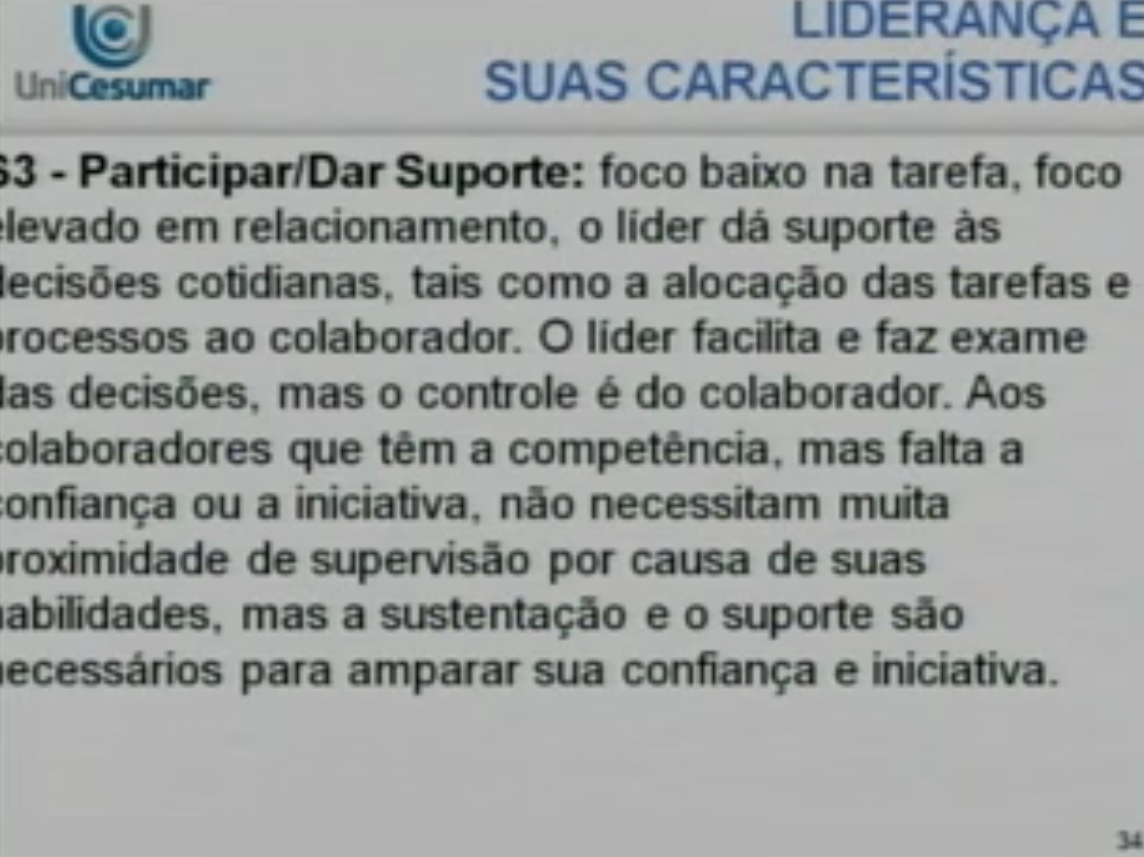 UniCesumar
LIDERANÇA E
SUAS CARACTERÍSTICAS
S3 - Participar/Dar Suporte: foco baixo na tarefa, foco
elevado em relacionamento, o líder dá suporte às
decisões cotidianas, tais como a alocação das tarefas e
processos ao colaborador. O líder facilita e faz exame
das decisões, mas o controle é do colaborador. Aos
colaboradores que têm a competência, mas falta a
confiança ou a iniciativa, não necessitam muita
proximidade de supervisão por causa de suas
habilidades, mas a sustentação e o suporte são
necessários para amparar sua confiança e iniciativa.
34